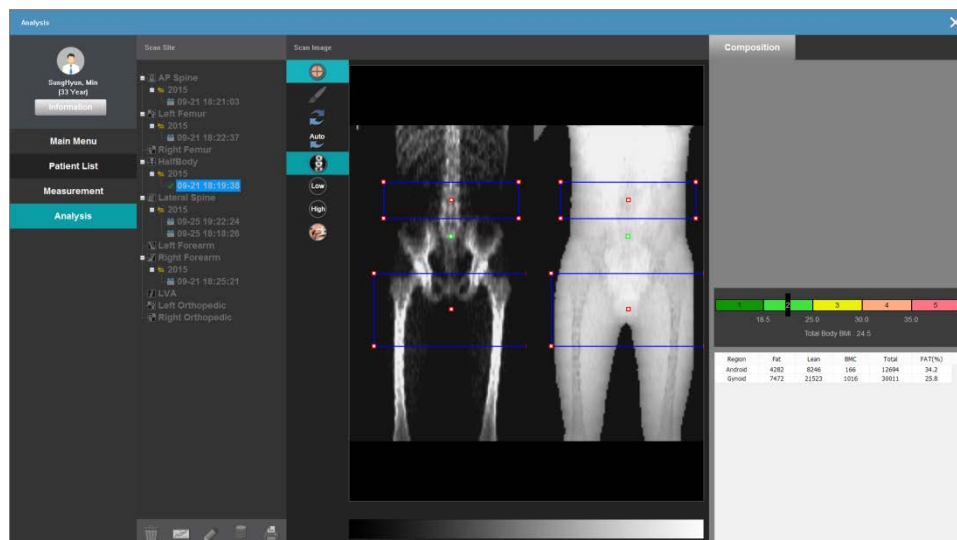 Analysis
SungHyun, Min
(33 Year)
Information
Main Menu
Patient List
Measurement
Analysis
Scan Site
AP Spine
2015
09-21 18:21:03
Left Femur
2015
09-21 18:22:37
Right Femur
HalfBody
2015
09-21 18:19:38
Lateral Spine
2015
09-25 19:22:24
09-25 18:18:26
Left Forearm
Right Forearm
2015
09-21 18:25:21
LVA
Left Orthopedic
Right Orthopedic
Scan Image
Auto
Low
High
Composition
1 2 3 4 5
18.5 25.0 30.0 35.0
Total Body BMI 24.5
Region Fat Lean BMC Total FAT(%)
Android 4282 8246 166 12694 34.2
Gynoid 7472 21523 1016 30011 25.8